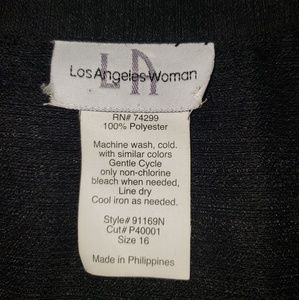 LA
Los Angeles Woman
RN# 74299
100% Polyester
Machine wash, cold.
with similar colors
Gentle Cycle
only non-chlorine
bleach when needed,
Line dry
Cool iron as needed.
Style# 91169N
Cut# P40001
Size 16
Made in Philippines